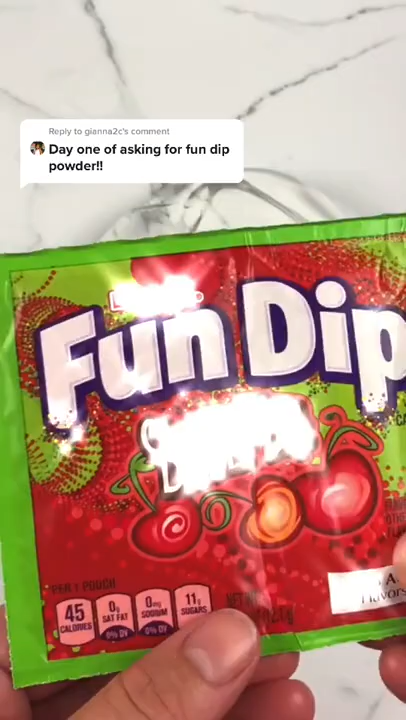 Reply to gianna2c's comment
Day one of asking for fun dip
powder!!
Fun Dip
PER 1 POUCH
45
CALORIES
0g
SAT FAT
0% DV
0mg
SODIUM
0% DV
11g
SUGARS
NET
Flavors